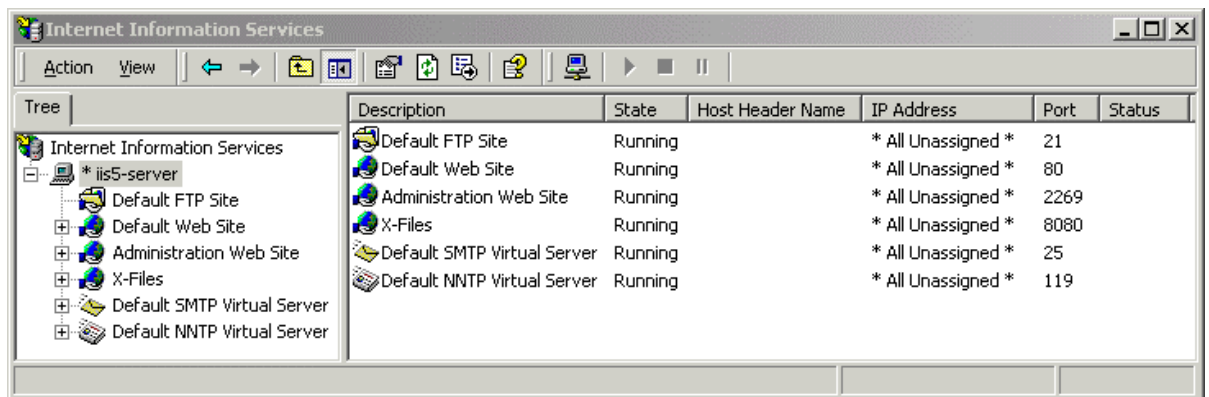 Internet Information Services
Action View
Tree
Internet Information Services
* iis5-server
Default FTP Site
Default Web Site
Administration Web Site
X-Files
Default SMTP Virtual Server
Default NNTP Virtual Server
Description State Host Header Name IP Address Port Status
Default FTP Site Running * All Unassigned * 21
Default Web Site Running * All Unassigned * 80
Administration Web Site Running * All Unassigned * 2269
X-Files Running * All Unassigned * 8080
Default SMTP Virtual Server Running * All Unassigned * 25
Default NNTP Virtual Server Running * All Unassigned * 119